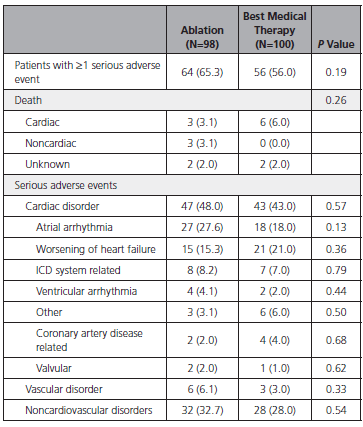 Ablation (N=98) Best Medical Therapy (N=100) P Value
Patients with ≥1 serious adverse event 64 (65.3) 56 (56.0) 0.19
Death 0.26
Cardiac 3 (3.1) 6 (6.0)
Noncardiac 3 (3.1) 0 (0.0)
Unknown 2 (2.0) 2 (2.0)
Serious adverse events
Cardiac disorder 47 (48.0) 43 (43.0) 0.57
Atrial arrhythmia 27 (27.6) 18 (18.0) 0.13
Worsening of heart failure 15 (15.3) 21 (21.0) 0.36
ICD system related 8 (8.2) 7 (7.0) 0.79
Ventricular arrhythmia 4 (4.1) 2 (2.0) 0.44
Other 3 (3.1) 6 (6.0) 0.50
Coronary artery disease related 2 (2.0) 4 (4.0) 0.68
Valvular 2 (2.0) 1 (1.0) 0.62
Vascular disorder 6 (6.1) 3 (3.0) 0.33
Noncardiovascular disorders 32 (32.7) 28 (28.0) 0.54